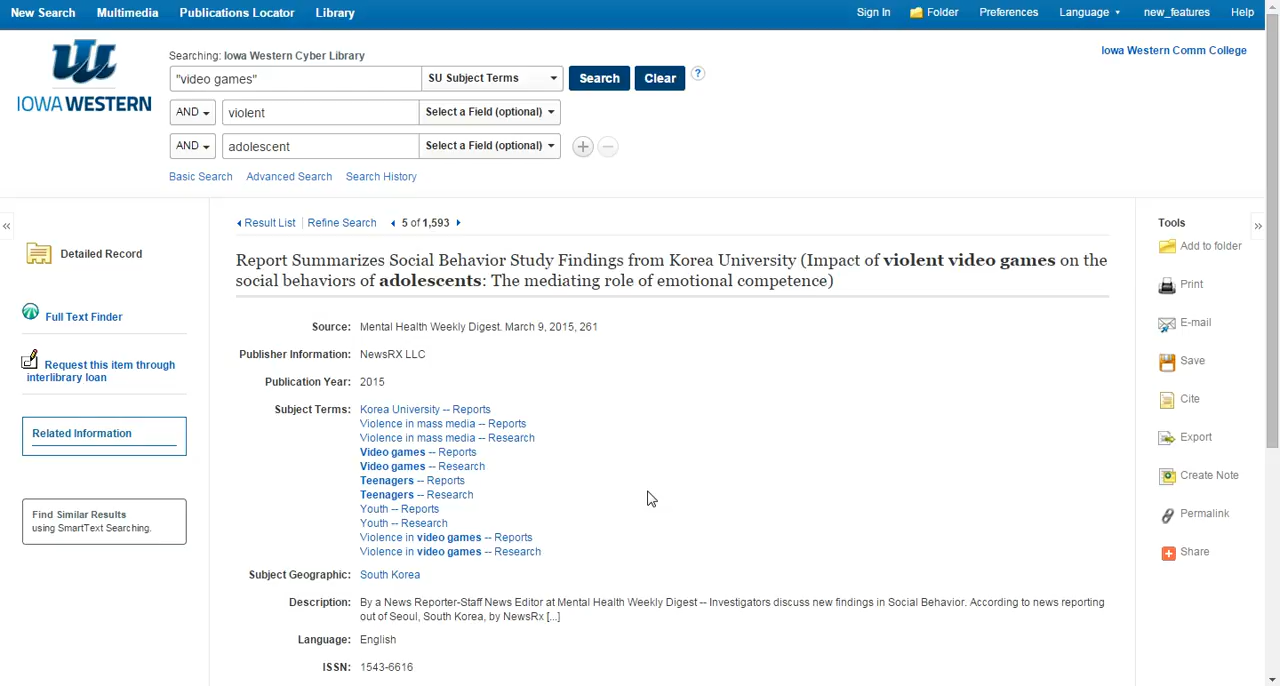 New Search Multimedia Publications Locator Library Sign In Folder Preferences Language new_features Help
Iowa Western Comm College
IOWA WESTERN
Searching: Iowa Western Cyber Library
"video games" SU Subject Terms Search Clear ?
AND violent Select a Field (optional)
AND adolescent Select a Field (optional)
Basic Search Advanced Search Search History
Detailed Record
Full Text Finder
Request this item through
interlibrary loan
Related Information
Find Similar Results
using SmartText Searching.
Result List Refine Search 5 of 1,593
Report Summarizes Social Behavior Study Findings from Korea University (Impact of violent video games on the
social behaviors of adolescents: The mediating role of emotional competence)
Source: Mental Health Weekly Digest. March 9, 2015, 261
Publisher Information: NewsRX LLC
Publication Year: 2015
Subject Terms: Korea University -- Reports
Violence in mass media -- Reports
Violence in mass media -- Research
Video games -- Reports
Video games -- Research
Teenagers -- Reports
Teenagers -- Research
Youth -- Reports
Youth -- Research
Violence in video games -- Reports
Violence in video games -- Research
Subject Geographic: South Korea
Description: By a News Reporter-Staff News Editor at Mental Health Weekly Digest -- Investigators discuss new findings in Social Behavior. According to news reporting
out of Seoul, South Korea, by NewsRx [...]
Language: English
ISSN: 1543-6616
Tools
Add to folder
Print
E-mail
Save
Cite
Export
Create Note
Permalink
Share